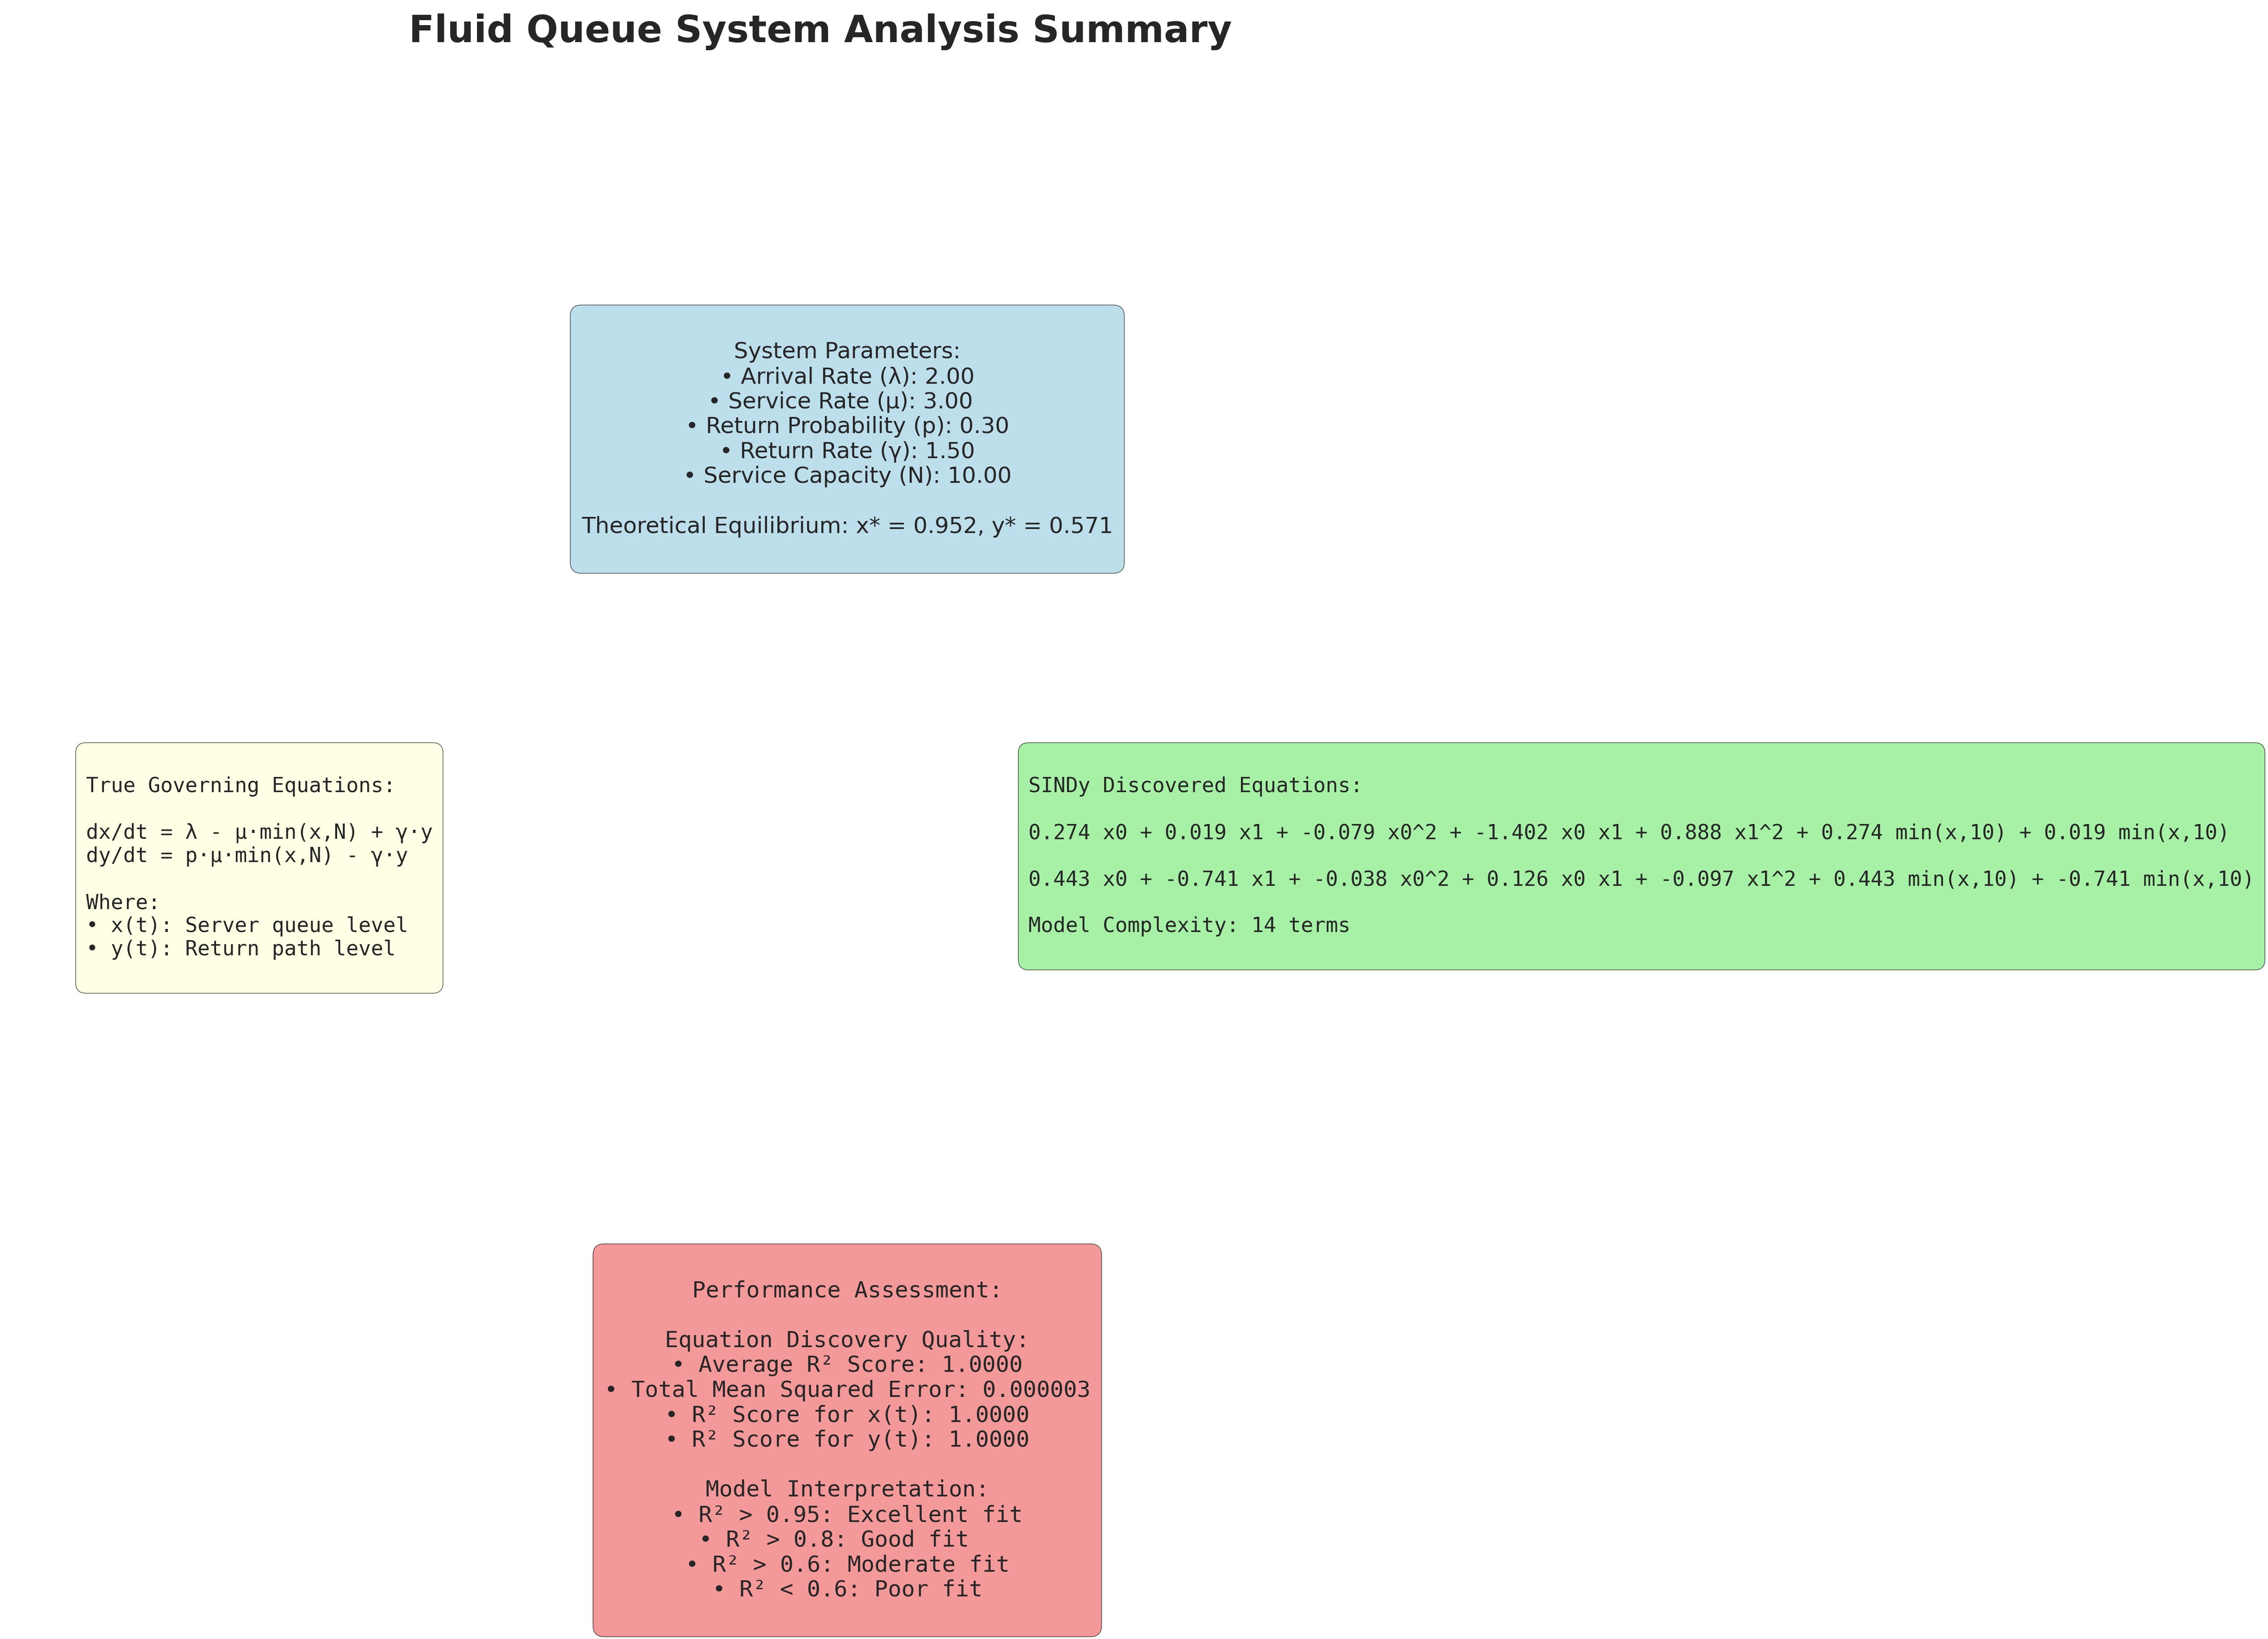 Fluid Queue System Analysis Summary
System Parameters:
• Arrival Rate (λ): 2.00
• Service Rate (μ): 3.00
• Return Probability (p): 0.30
• Return Rate (γ): 1.50
• Service Capacity (N): 10.00
Theoretical Equilibrium: x* = 0.952, y* = 0.571
True Governing Equations:
dx/dt = λ - μ·min(x,N) + γ·y
dy/dt = p·μ·min(x,N) - γ·y
Where:
• x(t): Server queue level
• y(t): Return path level
SINDy Discovered Equations:
0.274 x0 + 0.019 x1 + -0.079 x0^2 + -1.402 x0 x1 + 0.888 x1^2 + 0.274 min(x,10) + 0.019 min(x,10)
0.443 x0 + -0.741 x1 + -0.038 x0^2 + 0.126 x0 x1 + -0.097 x1^2 + 0.443 min(x,10) + -0.741 min(x,10)
Model Complexity: 14 terms
Performance Assessment:
Equation Discovery Quality:
• Average R² Score: 1.0000
• Total Mean Squared Error: 0.000003
• R² Score for x(t): 1.0000
• R² Score for y(t): 1.0000
Model Interpretation:
• R² > 0.95: Excellent fit
• R² > 0.8: Good fit
• R² > 0.6: Moderate fit
• R² < 0.6: Poor fit